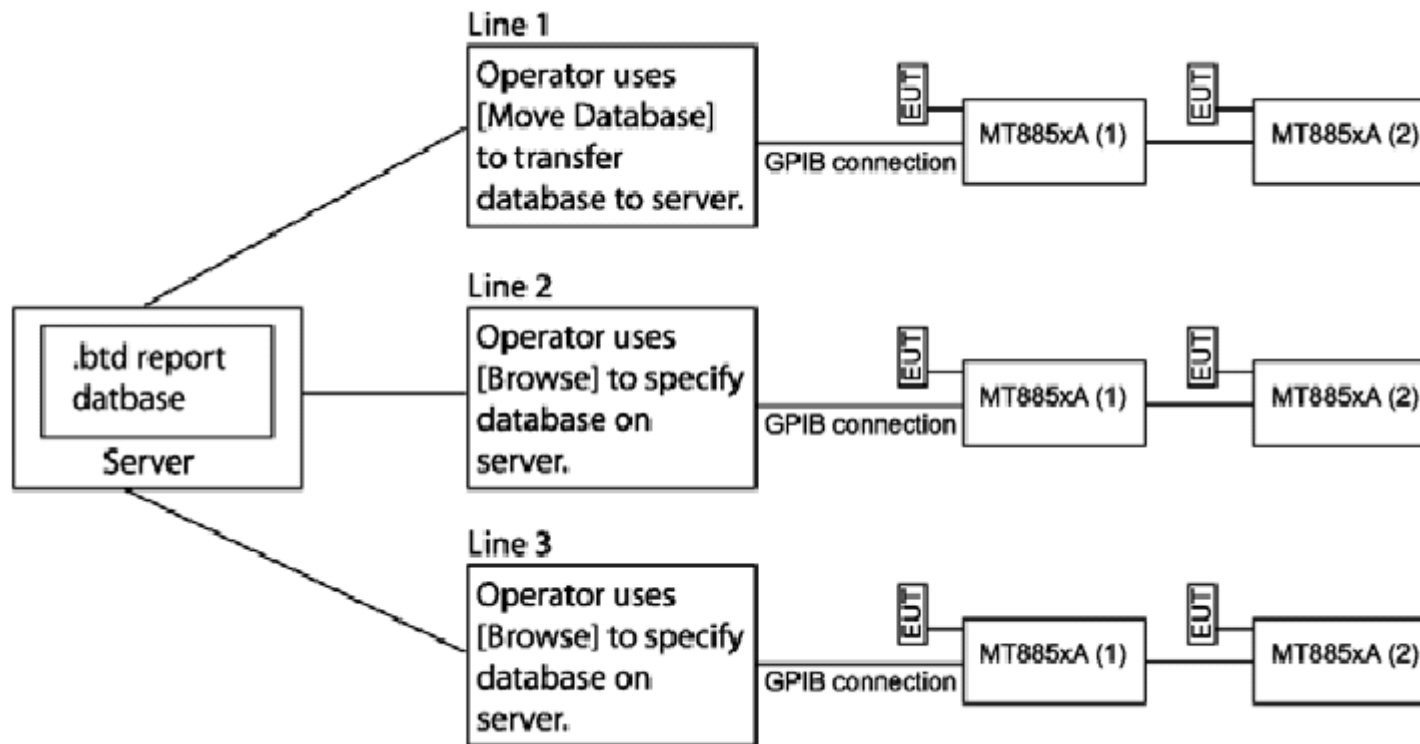 Line 1
Operator uses
[Move Database]
to transfer
database to server.
EUT
EUT
GPIB connection
MT885xA (1)
MT885xA (2)
.btd report
datbase
Server
Line 2
Operator uses
[Browse] to specify
database on
server.
EUT
EUT
GPIB connection
MT885xA (1)
MT885xA (2)
Line 3
Operator uses
[Browse] to specify
database on
server.
EUT
EUT
GPIB connection
MT885xA (1)
MT885xA (2)